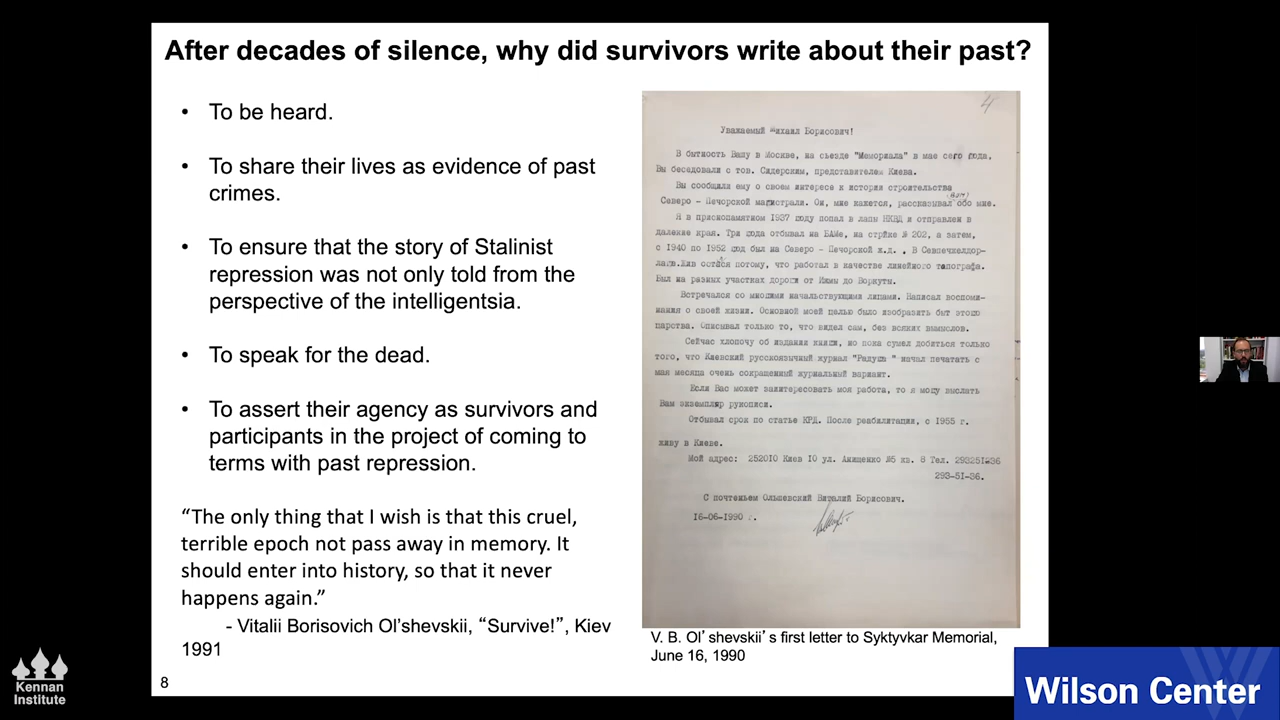 After decades of silence, why did survivors write about their past?
• To be heard.
• To share their lives as evidence of past
crimes.
• To ensure that the story of Stalinist
repression was not only told from the
perspective of the intelligentsia.
• To speak for the dead.
• To assert their agency as survivors and
participants in the project of coming to
terms with past repression.
“The only thing that I wish is that this cruel,
terrible epoch not pass away in memory. It
should enter into history, so that it never
happens again.”
- Vitalii Borisovich Ol’shevskii, “Survive!”, Kiev
1991
8
4
Уважаемый Михаил Борисович!
В бытность Вашу в Москве, на съезде "Мемориала" в мае сего года,
Вы беседовали с тов. Сидерским, представителем Киева.
Вы сообщили ему о своем интересе к истории строительства
Северо - Печорской магистрали. Он, мне кажется, рассказывал обо мне.
Я в приснопамятном 1937 году попал в лапы НКВД и отправлен в
далекие края. Три года отбывал на БАМе, на стройке № 202, а затем,
с 1940 по 1952 год был на Северо - Печорской ж.д. , В Севпечжелдор-
лаге. Жив остался потому, что работал в качестве линейного топографа.
Был на разных участках дороги от Ижмы до Воркуты.
Встречался со многими начальствующими лицами. Написал воспоми-
нания о своей жизни. Основной моей целью было изобразить быт этого
царства. Описывал только то, что видел сам, без всяких вымыслов.
Сейчас хлопочу об издании книги, но пока сумел добиться только
того, что Киевский русскоязычный журнал "Радуга " начал печатать с
мая месяца очень сокращенный журнальный вариант.
Если Вас может заинтересовать моя работа, то я могу выслать
Вам экземпляр рукописи.
Отбывал срок по статье КРД. После реабилитации, с 1955 г.
живу в Киеве.
Мой адрес: 252010 Киев 10 ул. №5 кв. 8 Тел.
293-51-36.
С почтеньем Ольшевский Виталий Борисович.
16-06-1990 г.
V. B. Ol’shevskii’s first letter to Syktyvkar Memorial,
June 16, 1990
Kennan
Institute
Wilson Center